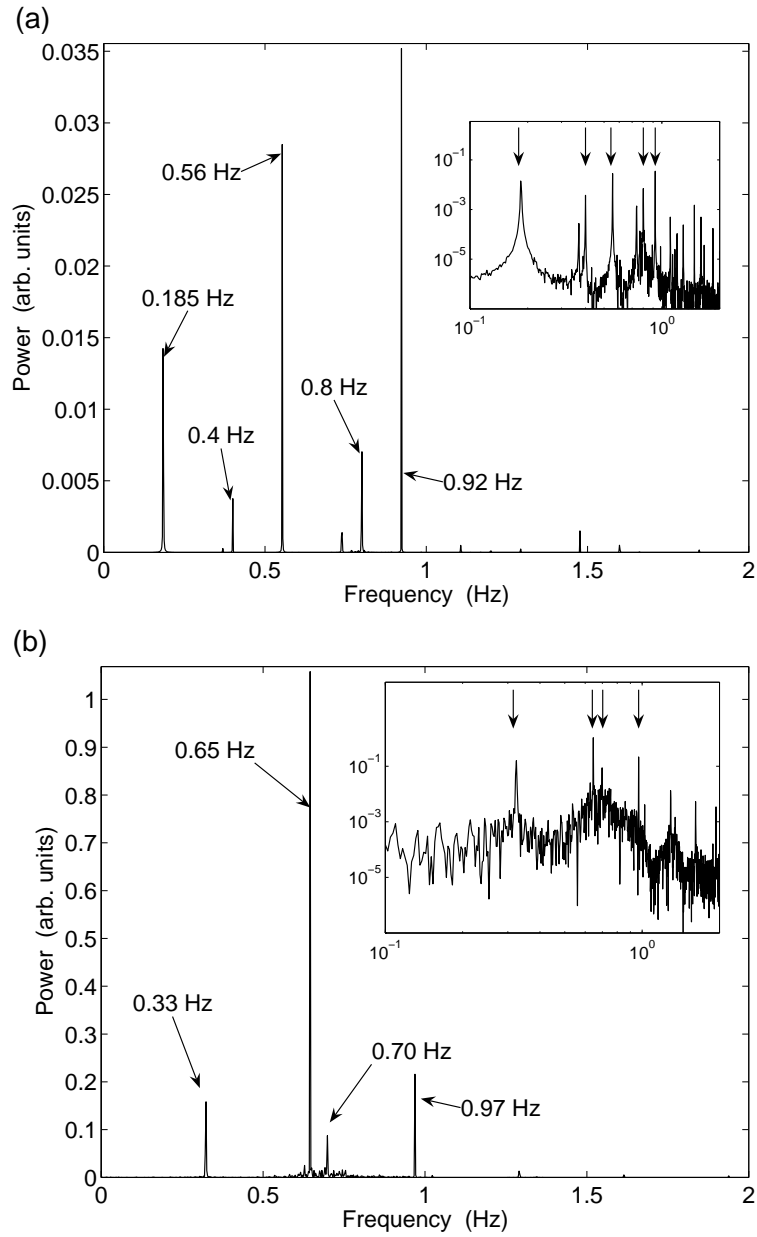 (a)
0.035
0.03
0.025
0.02
0.015
0.01
0.005
0
0
0.5
1
1.5
2
Power (arb. units)
Frequency (Hz)
0.56 Hz
0.185 Hz
0.4 Hz
0.8 Hz
0.92 Hz
10⁻¹
10⁻³
10⁻⁵
10⁻¹
10⁰
(b)
1
0.9
0.8
0.7
0.6
0.5
0.4
0.3
0.2
0.1
0
0
0.5
1
1.5
2
Power (arb. units)
Frequency (Hz)
0.65 Hz
0.33 Hz
0.70 Hz
0.97 Hz
10⁻¹
10⁻³
10⁻⁵
10⁻¹
10⁰